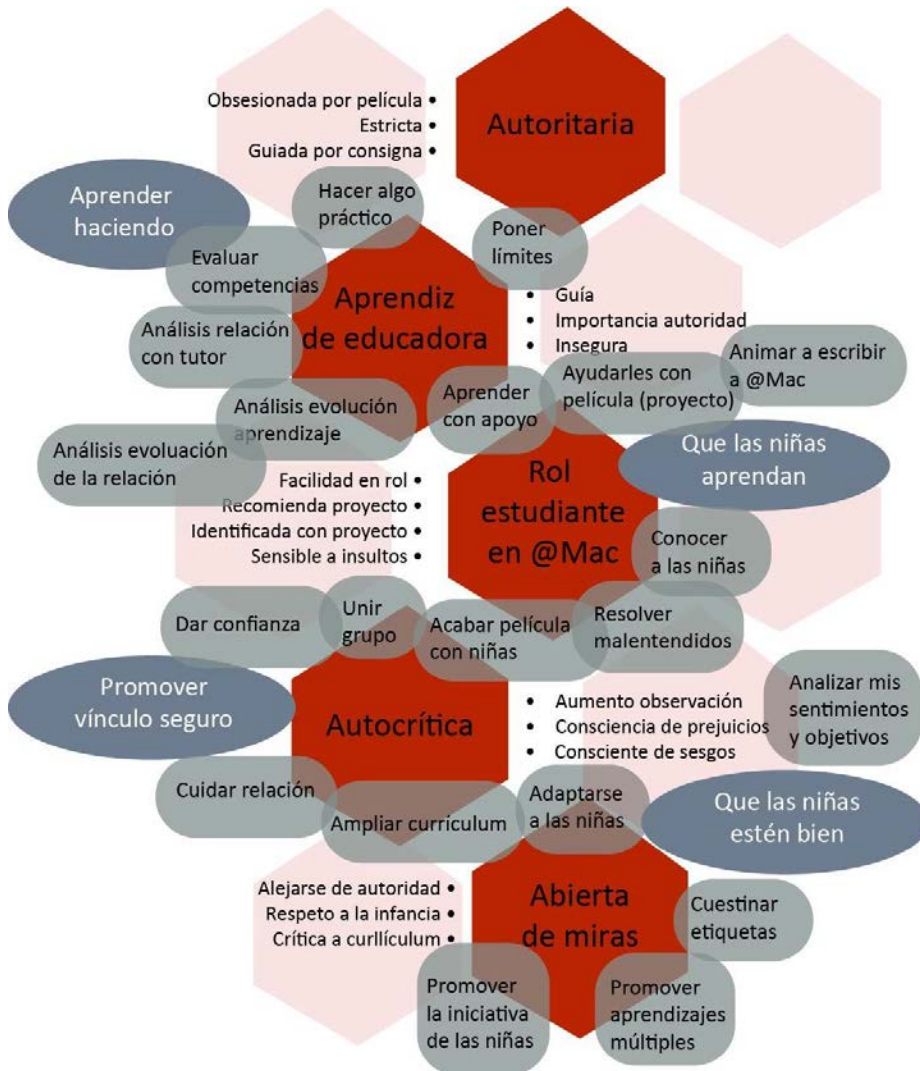 Obsesionada por película •
Estricta •
Guiada por consigna •
Autoritaria
Aprender
haciendo
Hacer algo
práctico
Poner
límites
Evaluar
competencias
Aprendiz
de educadora
• Guía
• Importancia autoridad
• Insegura
Análisis relación
con tutor
Animar a escribir
a @Mac
Ayudarles con
película (proyecto)
Aprender
con apoyo
Análisis evolución
aprendizaje
Análisis evoluación
de la relación
Que las niñas
aprendan
Facilidad en rol •
Recomienda proyecto •
Identificada con proyecto •
Sensible a insultos •
Rol
estudiante
en @Mac
Conocer
a las niñas
Dar confianza
Unir
grupo
Acabar película
con niñas
Resolver
malentendidos
Promover
vínculo seguro
Autocrítica
• Aumento observación
• Consciencia de prejuicios
• Consciente de sesgos
Analizar mis
sentimientos
y objetivos
Cuidar relación
Ampliar currículum
Adaptarse
a las niñas
Que las niñas
estén bien
Alejarse de autoridad •
Respeto a la infancia •
Crítica a curllículum •
Abierta
de miras
Cuestinar
etiquetas
Promover
la iniciativa
de las niñas
Promover
aprendizajes
múltiples